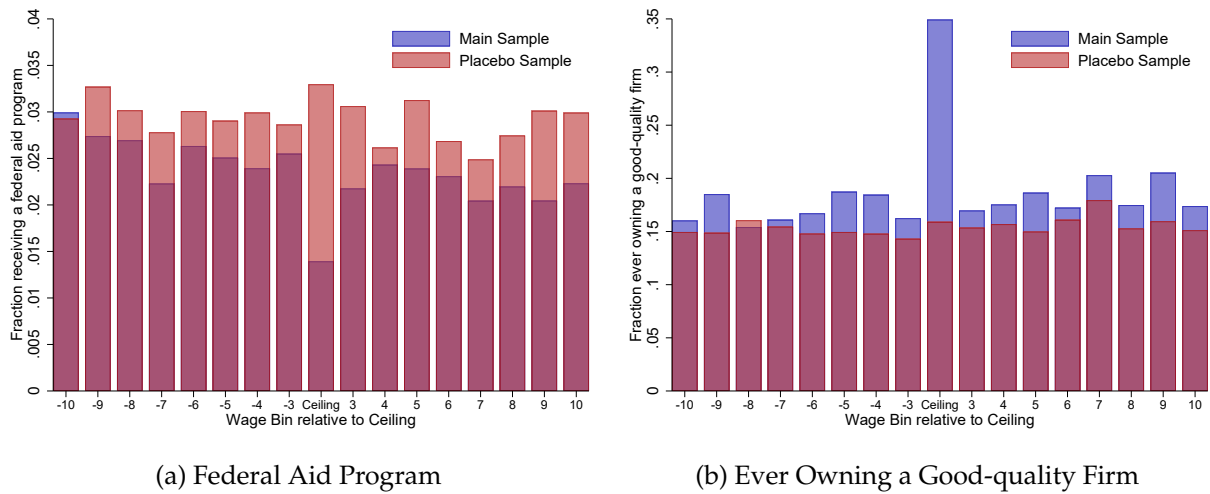 Fraction receiving a federal aid program
.04
.035
.03
.025
.02
.015
.01
.005
0
Main Sample
Placebo Sample
-10 -9 -8 -7 -6 -5 -4 -3 Ceiling 3 4 5 6 7 8 9 10
Wage Bin relative to Ceiling
(a) Federal Aid Program
Fraction ever owning a good-quality firm
.35
.3
.25
.2
.15
.1
.05
0
Main Sample
Placebo Sample
-10 -9 -8 -7 -6 -5 -4 -3 Ceiling 3 4 5 6 7 8 9 10
Wage Bin relative to Ceiling
(b) Ever Owning a Good-quality Firm